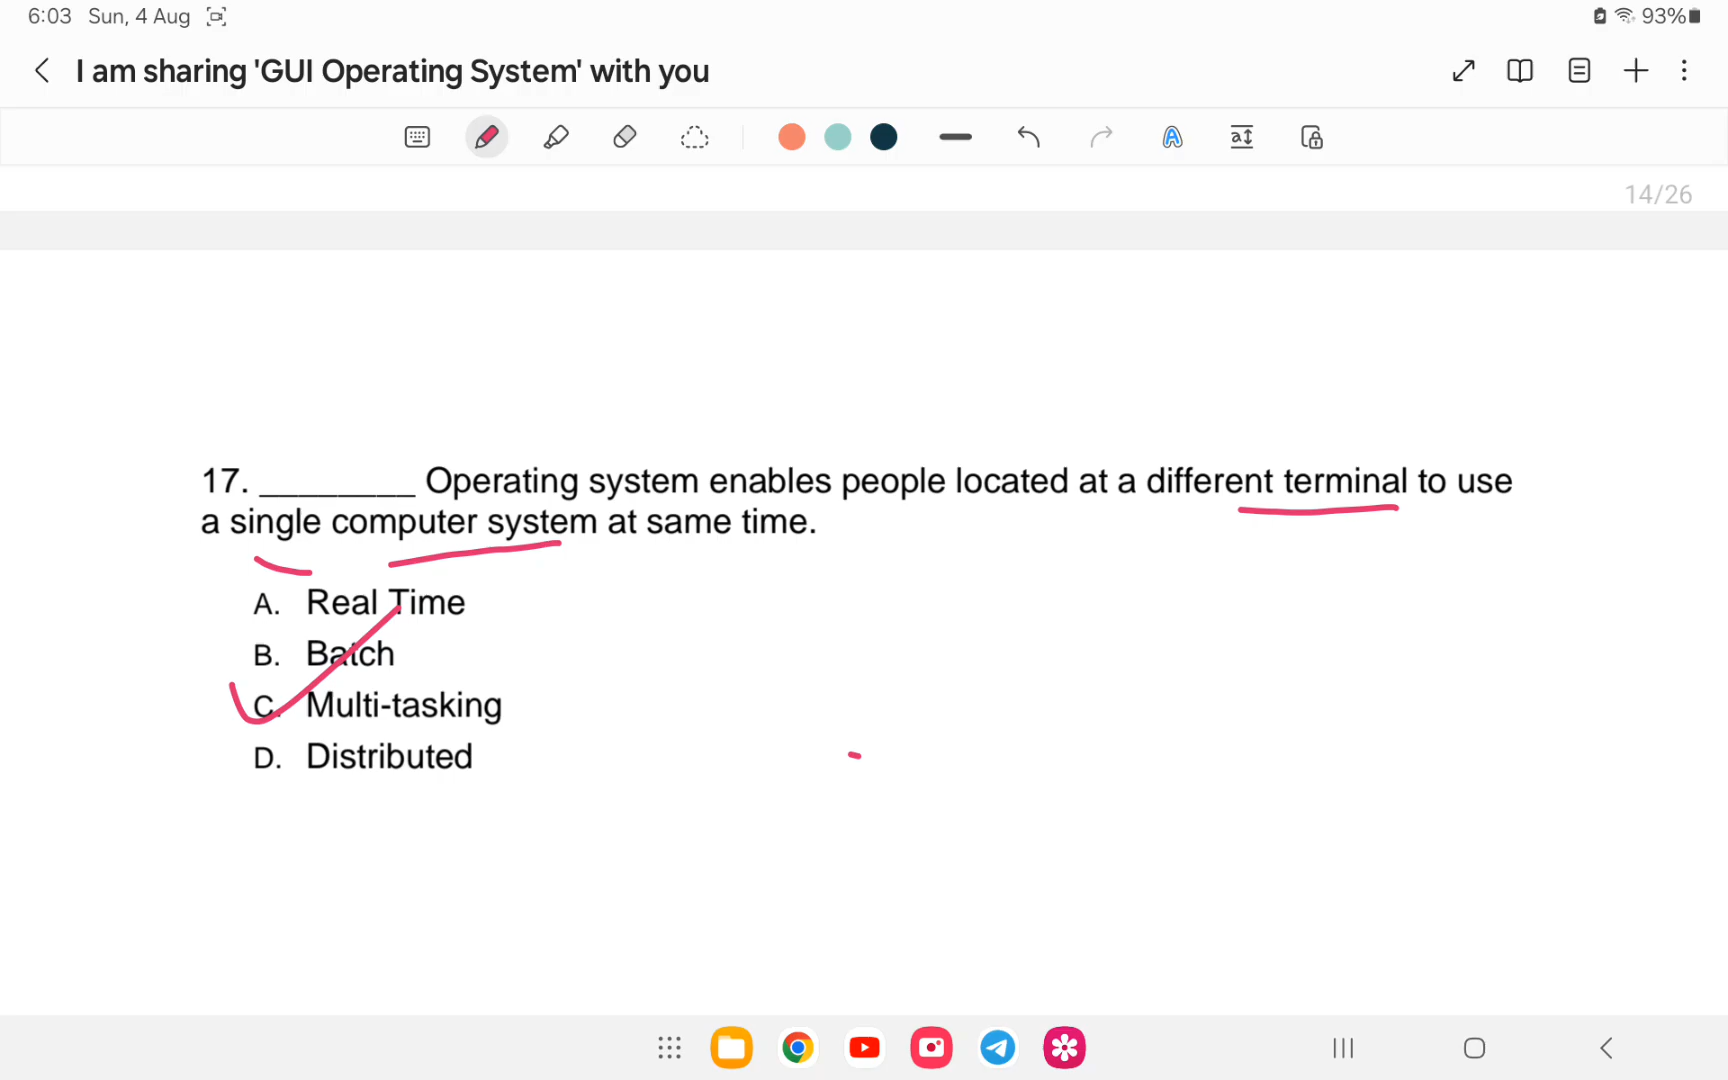 6:03 Sun, 4 Aug 93%
I am sharing 'GUI Operating System' with you
14/26
17. ________ Operating system enables people located at a different terminal to use
a single computer system at same time.
A. Real Time
B. Batch
C. Multi-tasking
D. Distributed